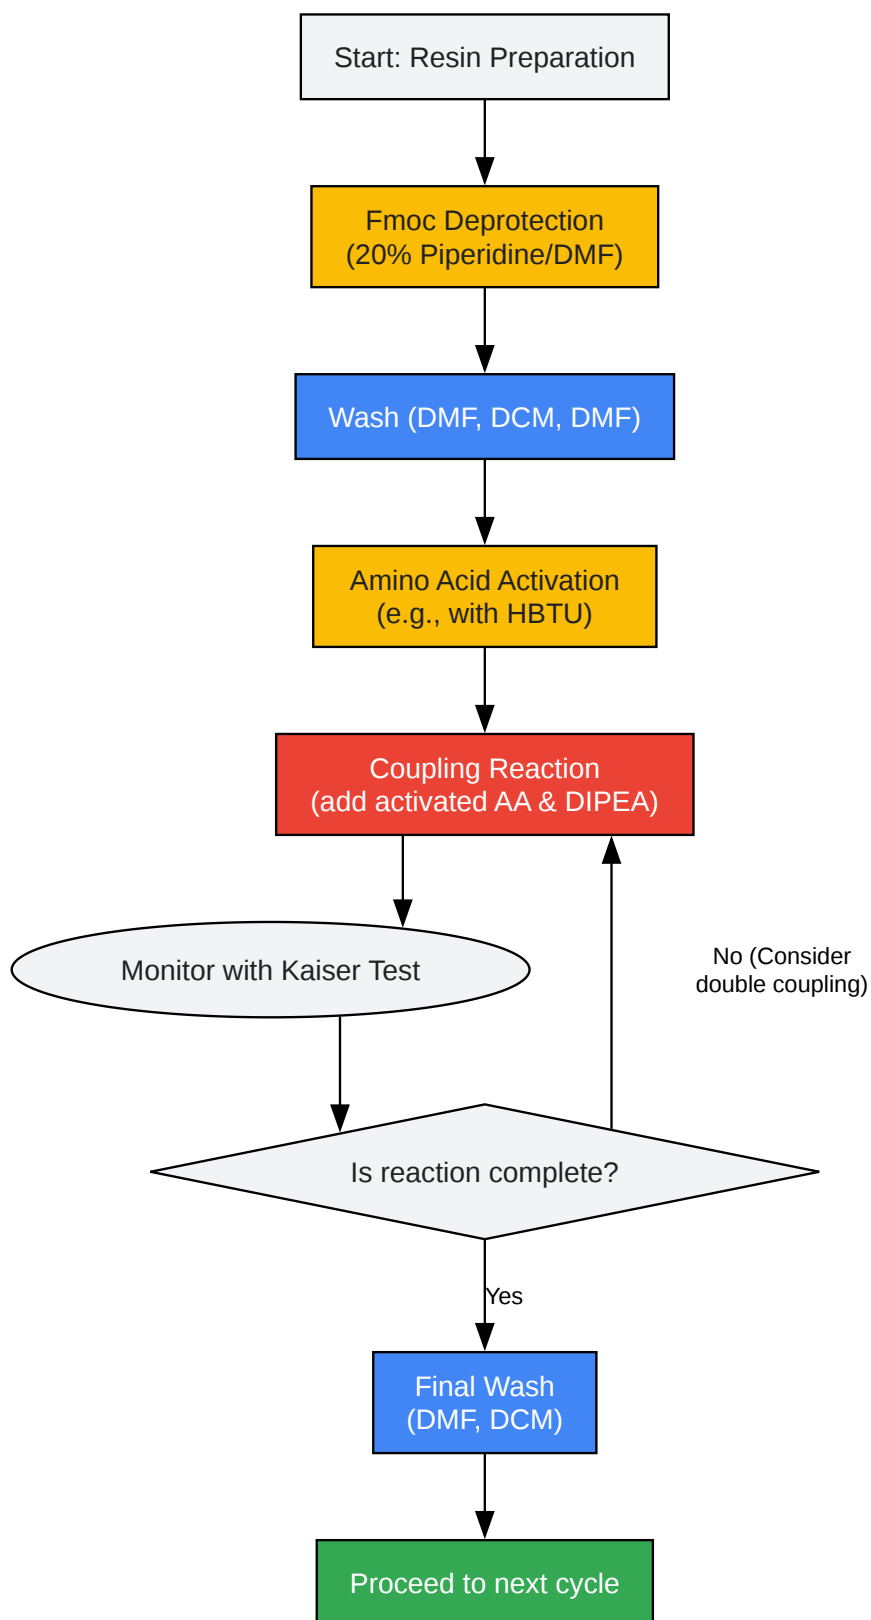 Start: Resin Preparation
Fmoc Deprotection
(20% Piperidine/DMF)
Wash (DMF, DCM, DMF)
Amino Acid Activation
(e.g., with HBTU)
Coupling Reaction
(add activated AA & DIPEA)
Monitor with Kaiser Test
No (Consider
double coupling)
Is reaction complete?
Yes
Final Wash
(DMF, DCM)
Proceed to next cycle